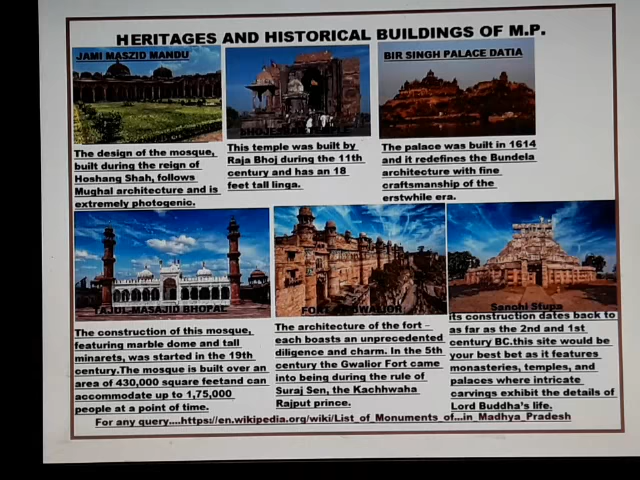 HERITAGES AND HISTORICAL BUILDINGS OF M.P.
JAMI MASZID MANDU
The design of the mosque,
built during the reign of
Hoshang Shah, follows
Mughal architecture and is
extremely photogenic.
This temple was built by
Raja Bhoj during the 11th
century and has an 18
feet tall linga.
BIR SINGH PALACE DATIA
The palace was built in 1614
and it redefines the Bundela
architecture with fine
craftsmanship of the
erstwhile era.
TAJUL MASAJID BHOPAL
The construction of this mosque,
featuring marble dome and tall
minarets, was started in the 19th
century.The mosque is built over an
area of 430,000 square feetand can
accommodate up to 1,75,000
people at a point of time.
FORT GWALIOR
The architecture of the fort –
each boasts an unprecedented
diligence and charm. In the 5th
century the Gwalior Fort came
into being during the rule of
Suraj Sen, the Kachhwaha
Rajput prince.
Sanchi Stupa
its construction dates back to
as far as the 2nd and 1st
century BC.this site would be
your best bet as it features
monasteries, temples, and
palaces where intricate
carvings exhibit the details of
Lord Buddha's life.
For any query....https://en.wikipedia.org/wiki/List_of_Monuments_of...in_Madhya_Pradesh